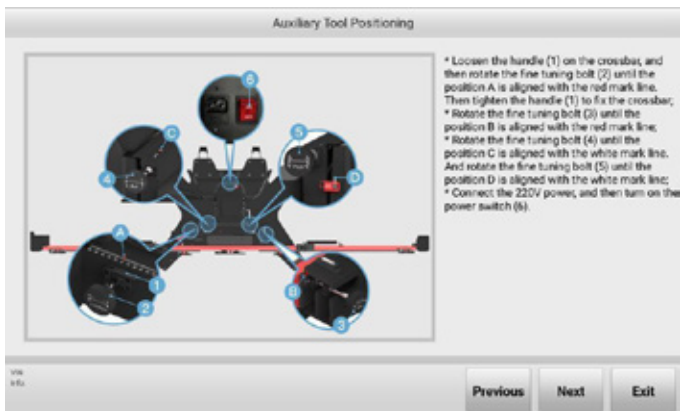 Auxiliary Tool Positioning
* Loosen the handle (1) on the crossbar, and
then rotate the fine tuning bolt (2) until the
position A is aligned with the red mark line.
Then tighten the handle (1) to fix the crossbar;
* Rotate the fine tuning bolt (3) until the
position B is aligned with the red mark line;
* Rotate the fine tuning bolt (4) until the
position C is aligned with the white mark line.
And rotate the fine tuning bolt (5) until the
position D is aligned with the white mark line;
* Connect the 220V power, and then turn on the
power switch (6).
6
C
5
4
D
A
1
B
2
3
VIN
Info
Previous
Next
Exit